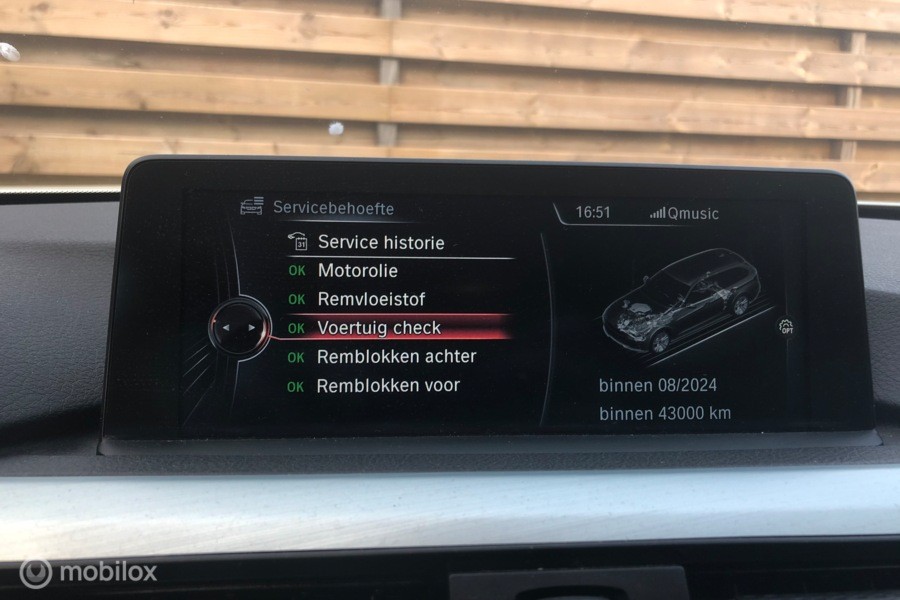 Servicebehoefte
16:51
Qmusic
31
Service historie
OK Motorolie
OK Remvloeistof
OK Voertuig check
OK Remblokken achter
OK Remblokken voor
OPT
binnen 08/2024
binnen 43000 km
mobilox